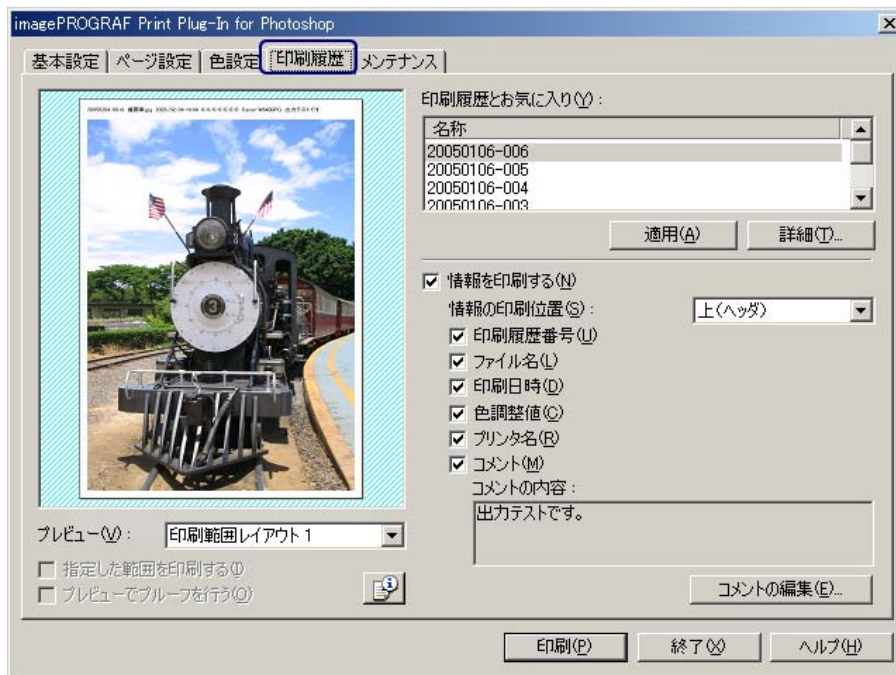 imagePROGRAF Print Plug-In for Photoshop
基本設定 ページ設定 色設定 印刷履歴 メンテナンス
3
プレビュー(V)：
印刷範囲レイアウト 1
指定した範囲を印刷する(I)
プレビューでプルーフを行う(O)
印刷履歴とお気に入り(Y)：
名称
20050106-006
20050106-005
20050106-004
20050106-003
適用(A) 詳細(T)...
情報を印刷する(N)
情報の印刷位置(S)： 上(ヘッダ)
印刷履歴番号(U)
ファイル名(L)
印刷日時(D)
色調整値(C)
プリンタ名(R)
コメント(M)
コメントの内容：
出力テストです。
コメントの編集(E)...
印刷(P) 終了(X) ヘルプ(H)